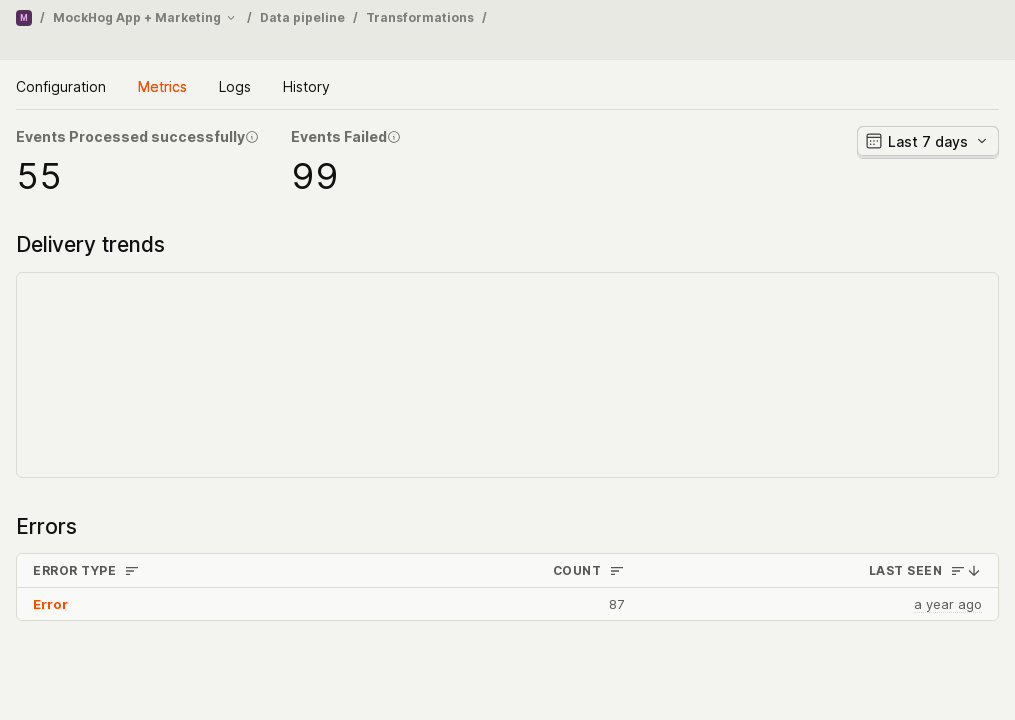 M / MockHog App + Marketing / Data pipeline / Transformations /
Configuration Metrics Logs History
Events Processed successfully Events Failed Last 7 days
55 99
Delivery trends
Errors
ERROR TYPE COUNT LAST SEEN
Error 87 a year ago